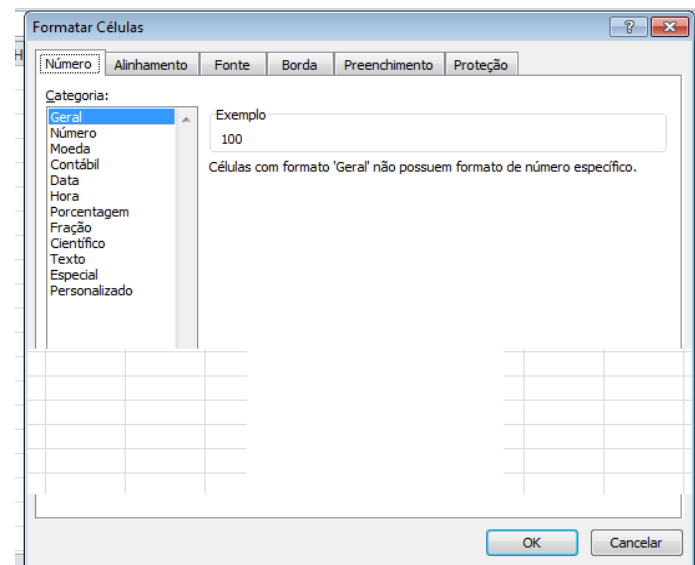 Formatar Células
H
Número Alinhamento Fonte Borda Preenchimento Proteção
Categoria:
Geral
Número
Moeda
Contábil
Data
Hora
Porcentagem
Fração
Científico
Texto
Especial
Personalizado
Exemplo
100
Células com formato 'Geral' não possuem formato de número específico.
OK Cancelar